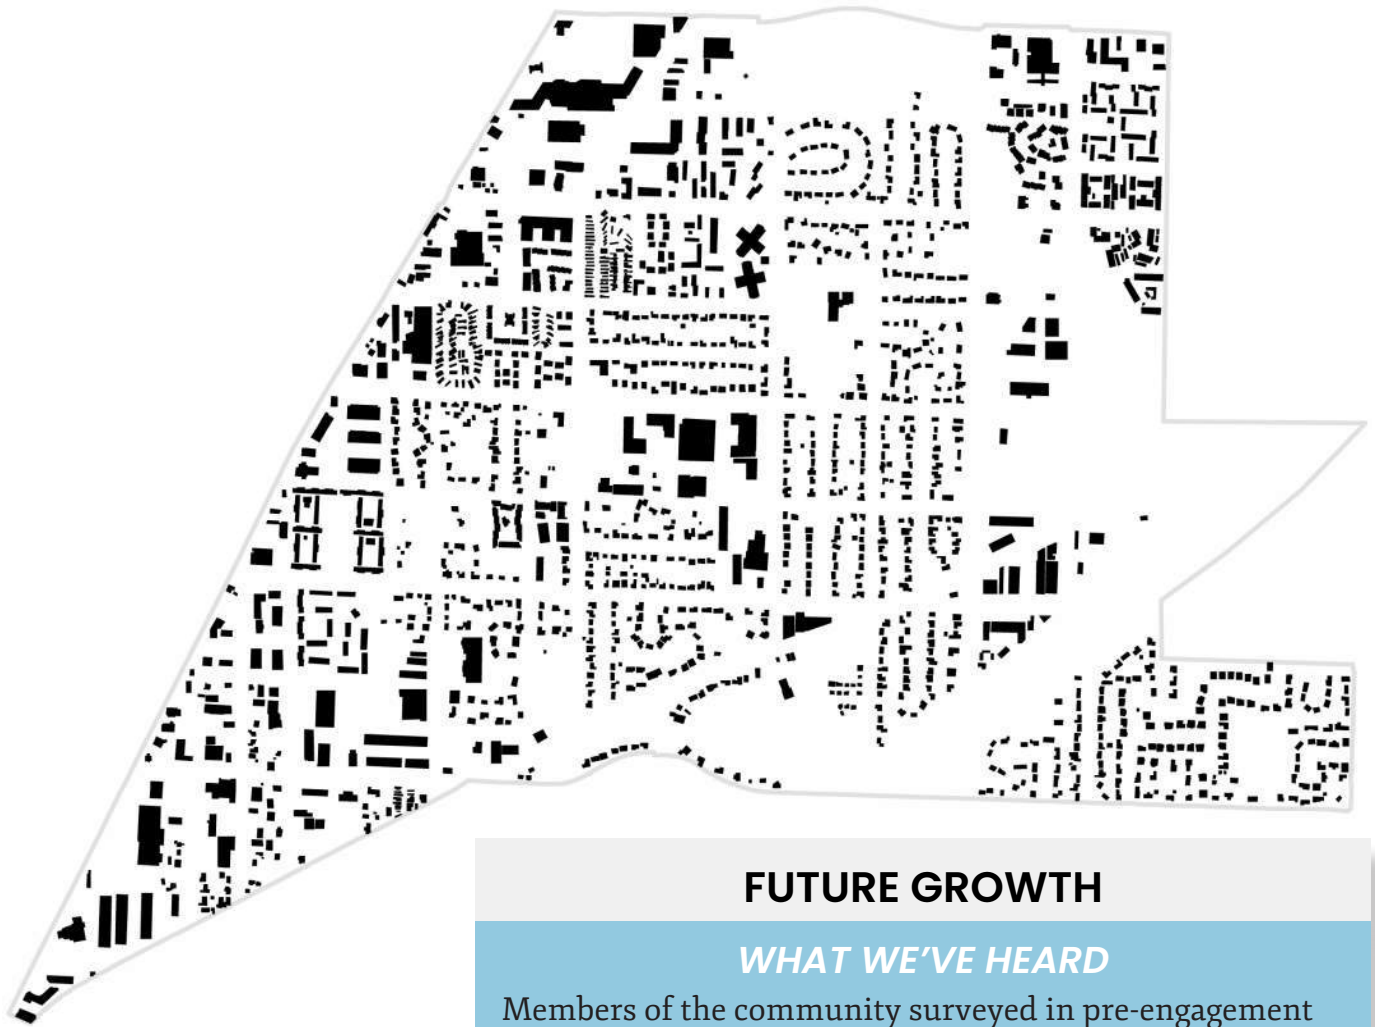 FUTURE GROWTH
WHAT WE’VE HEARD
Members of the community surveyed in pre-engagement